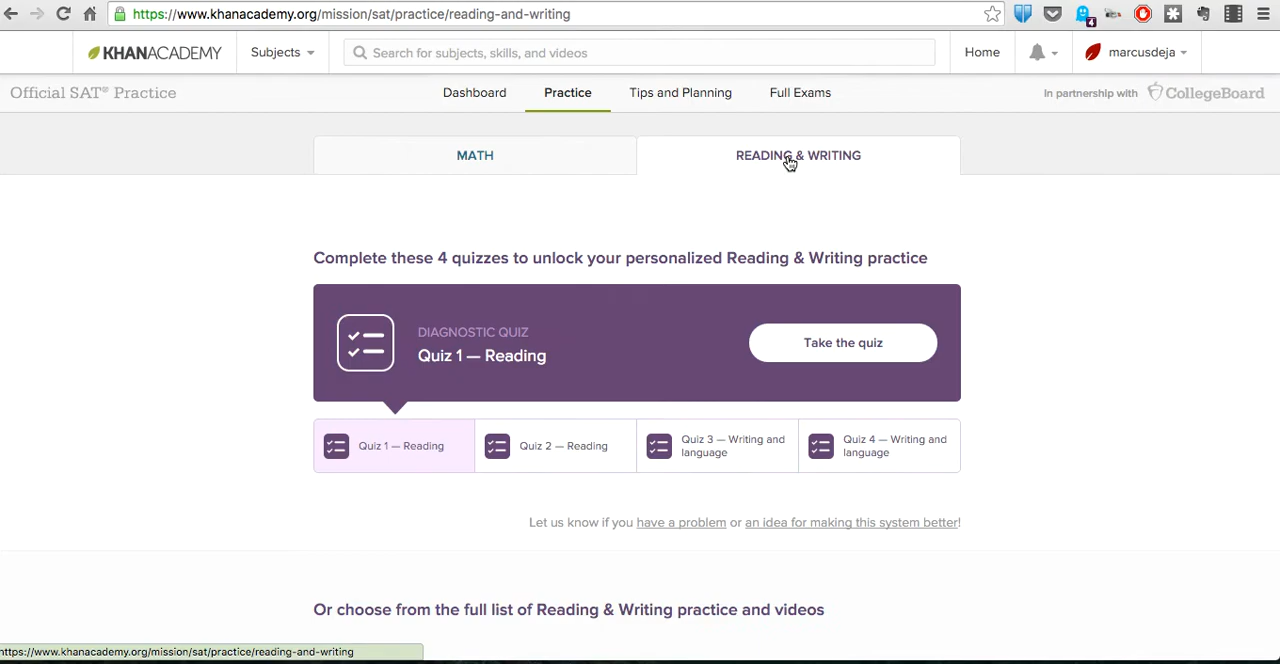 https://www.khanacademy.org/mission/sat/practice/reading-and-writing
4
KHANACADEMY
Subjects
Search for subjects, skills, and videos
Home
marcusdeja
Official SAT® Practice
Dashboard
Practice
Tips and Planning
Full Exams
In partnership with
CollegeBoard
MATH
READING & WRITING
Complete these 4 quizzes to unlock your personalized Reading & Writing practice
DIAGNOSTIC QUIZ
Quiz 1 — Reading
Take the quiz
Quiz 1 — Reading
Quiz 2 — Reading
Quiz 3 — Writing and
language
Quiz 4 — Writing and
language
Let us know if you have a problem or an idea for making this system better!
Or choose from the full list of Reading & Writing practice and videos
https://www.khanacademy.org/mission/sat/practice/reading-and-writing